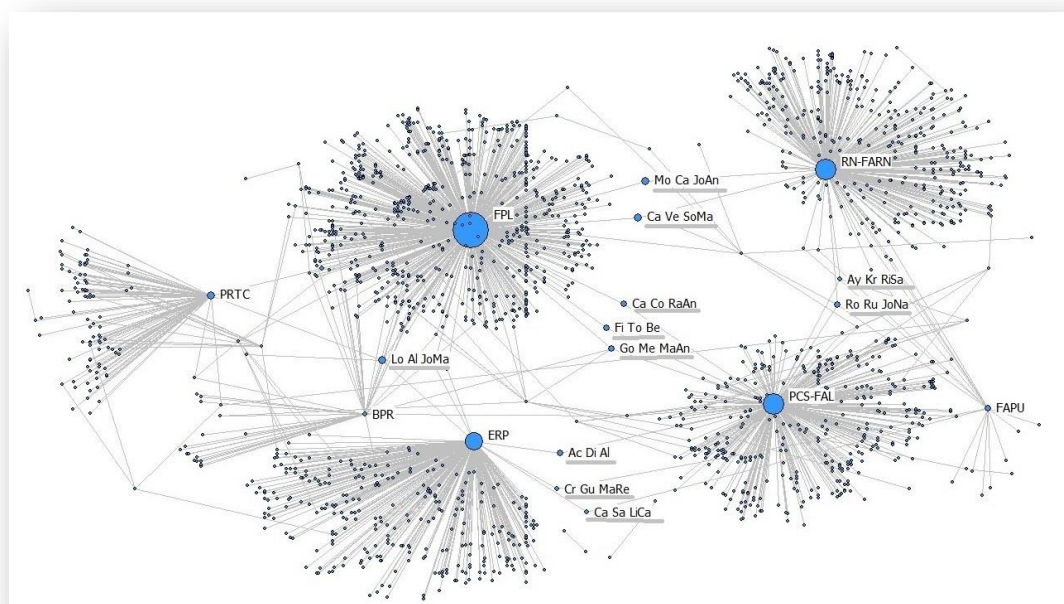 RN-FARN
Mo Ca JoAn
FPL
Ca Ve SoMa
Ay Kr RiSa
PRTC
Ca Co RaAn
Ro Ru JoNa
Fi To Be
Go Me MaAn
Lo Al JoMa
PCS-FAL
BPR
FAPU
ERP
Ac Di Al
Cr Gu MaRe
Ca Sa LiCa